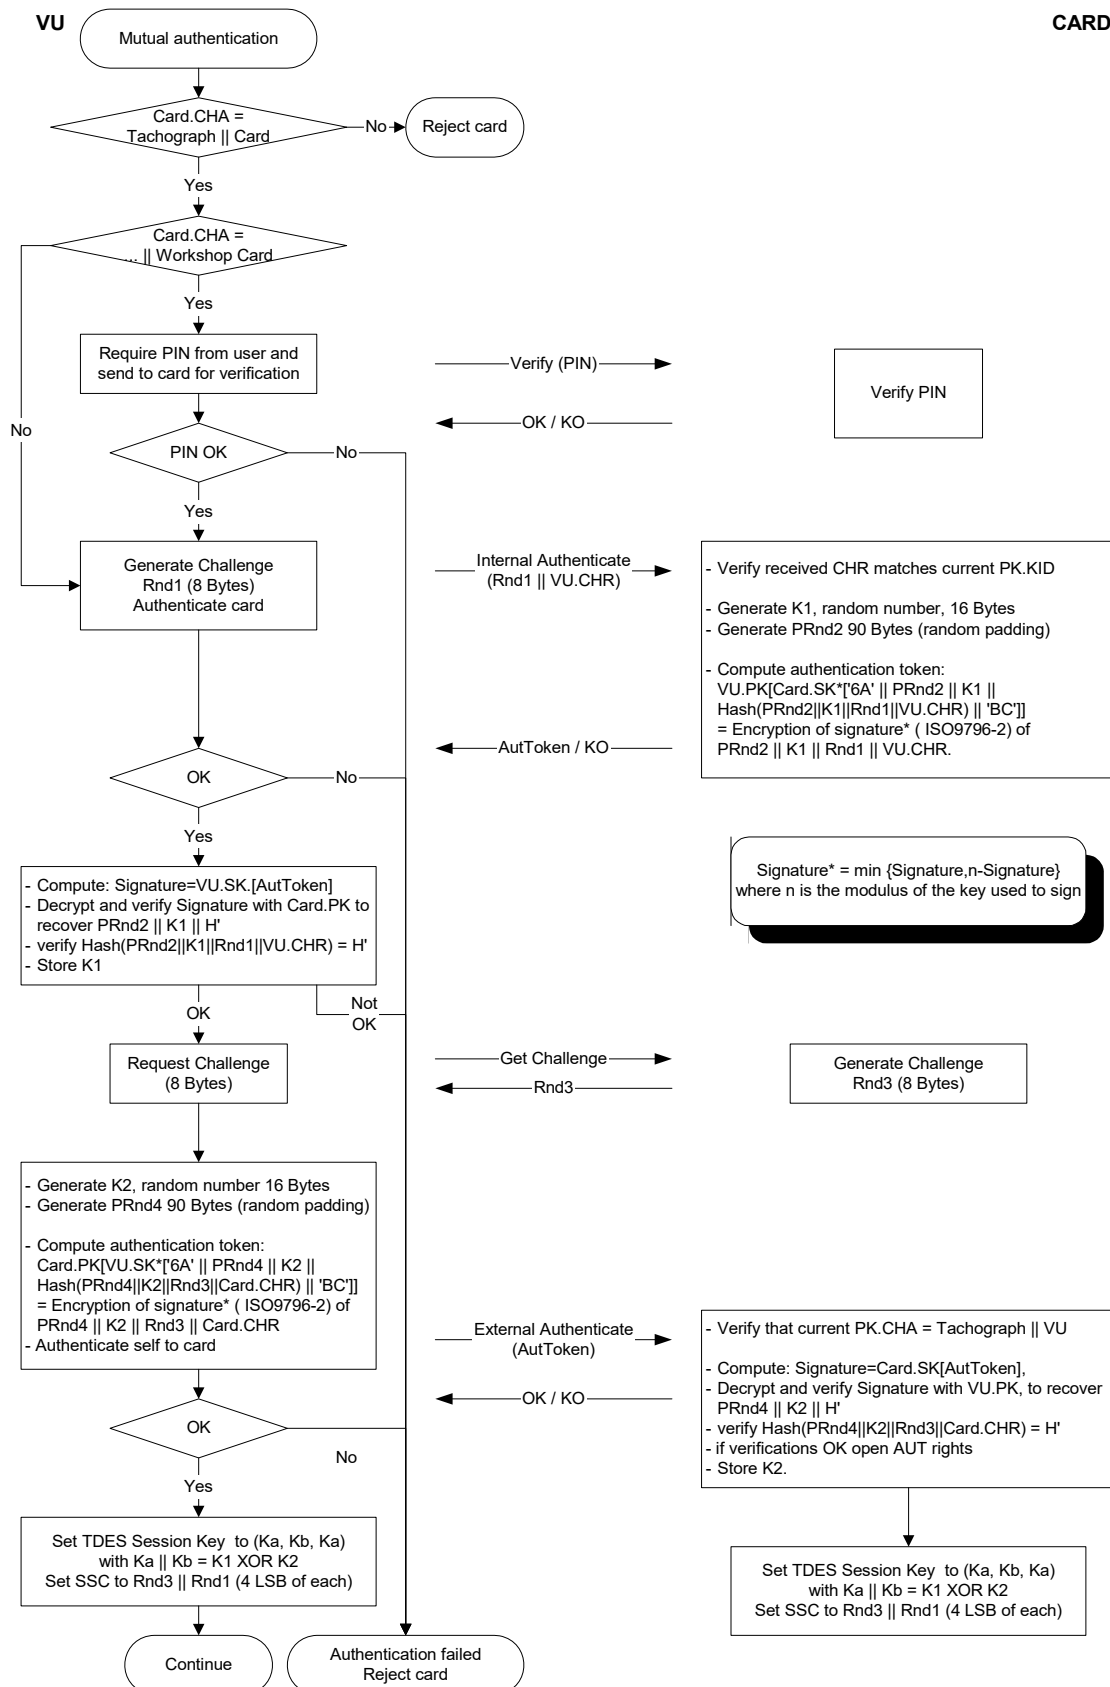 VU
CARD
Mutual authentication
Card.CHA =
Tachograph || Card
No
Reject card
Yes
Card.CHA =
... || Workshop Card
Yes
Require PIN from user and
send to card for verification
Verify (PIN)
Verify PIN
OK / KO
No
PIN OK
No
Yes
Generate Challenge
Rnd1 (8 Bytes)
Authenticate card
Internal Authenticate
(Rnd1 || VU.CHR)
- Verify received CHR matches current PK.KID
- Generate K1, random number, 16 Bytes
- Generate PRnd2 90 Bytes (random padding)
- Compute authentication token:
VU.PK[Card.SK*['6A' || PRnd2 || K1 ||
Hash(PRnd2||K1||Rnd1||VU.CHR) || 'BC']]
= Encryption of signature* ( ISO9796-2) of
PRnd2 || K1 || Rnd1 || VU.CHR.
AutToken / KO
OK
No
Yes
- Compute: Signature=VU.SK.[AutToken]
- Decrypt and verify Signature with Card.PK to
recover PRnd2 || K1 || H'
- verify Hash(PRnd2||K1||Rnd1||VU.CHR) = H'
- Store K1
Signature* = min {Signature,n-Signature}
where n is the modulus of the key used to sign
OK
Not
OK
Request Challenge
(8 Bytes)
Get Challenge
Rnd3
Generate Challenge
Rnd3 (8 Bytes)
- Generate K2, random number 16 Bytes
- Generate PRnd4 90 Bytes (random padding)
- Compute authentication token:
Card.PK[VU.SK*['6A' || PRnd4 || K2 ||
Hash(PRnd4||K2||Rnd3||Card.CHR) || 'BC']]
= Encryption of signature* ( ISO9796-2) of
PRnd4 || K2 || Rnd3 || Card.CHR
- Authenticate self to card
External Authenticate
(AutToken)
OK / KO
- Verify that current PK.CHA = Tachograph || VU
- Compute: Signature=Card.SK[AutToken],
- Decrypt and verify Signature with VU.PK, to recover
PRnd4 || K2 || H'
- verify Hash(PRnd4||K2||Rnd3||Card.CHR) = H'
- if verifications OK open AUT rights
- Store K2.
OK
No
Yes
Set TDES Session Key to (Ka, Kb, Ka)
with Ka || Kb = K1 XOR K2
Set SSC to Rnd3 || Rnd1 (4 LSB of each)
Set TDES Session Key to (Ka, Kb, Ka)
with Ka || Kb = K1 XOR K2
Set SSC to Rnd3 || Rnd1 (4 LSB of each)
Continue
Authentication failed
Reject card